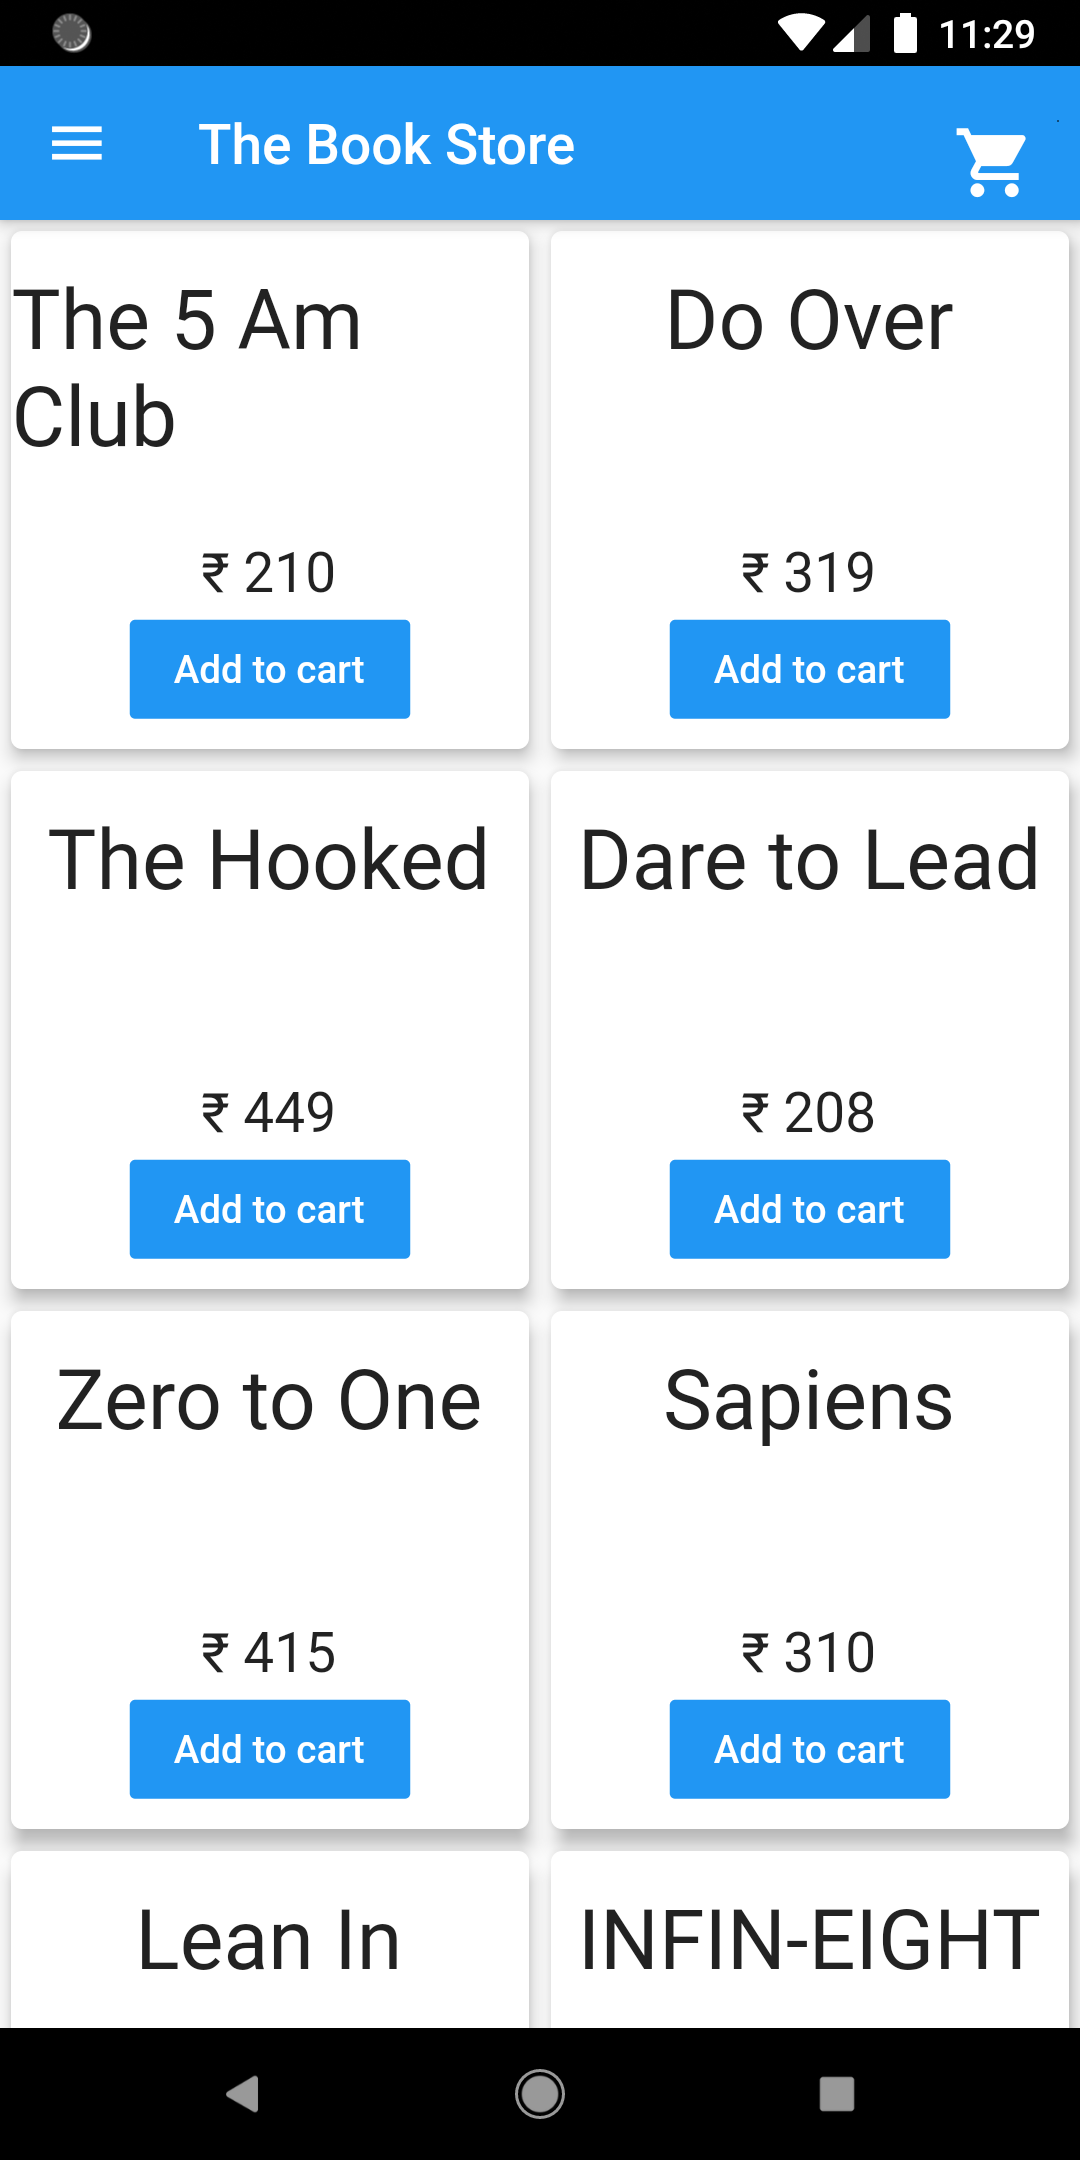 11:29
The Book Store
The 5 Am
Club
Do Over
₹ 210
₹ 319
Add to cart
Add to cart
The Hooked
Dare to Lead
₹ 449
₹ 208
Add to cart
Add to cart
Zero to One
Sapiens
₹ 415
₹ 310
Add to cart
Add to cart
Lean In
INFIN-EIGHT